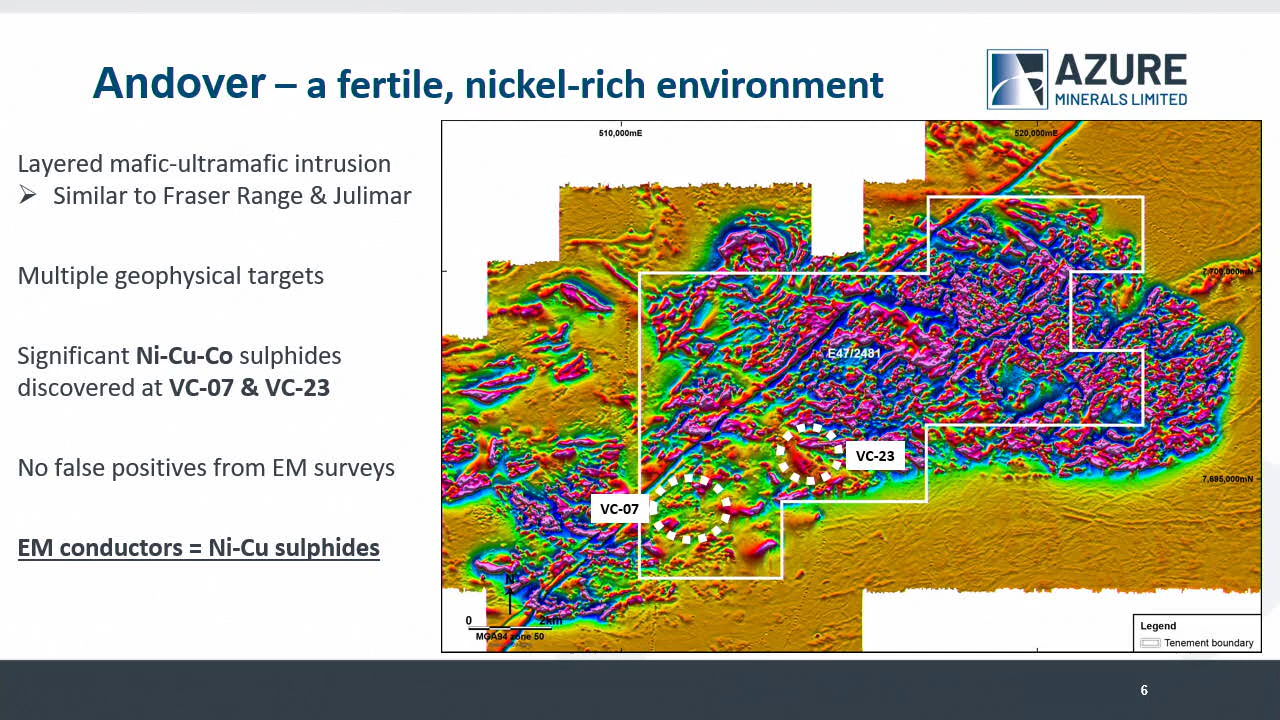 Andover – a fertile, nickel-rich environment
AZURE
MINERALS LIMITED
Layered mafic-ultramafic intrusion
➢ Similar to Fraser Range & Julimar
Multiple geophysical targets
Significant Ni-Cu-Co sulphides
discovered at VC-07 & VC-23
No false positives from EM surveys
EM conductors = Ni-Cu sulphides
510,000mE
520,000mE
7,700,000mN
E47/2481
VC-23
7,695,000mN
VC-07
N
0 2km
MGA94 zone 50
Legend
Tenement boundary
6